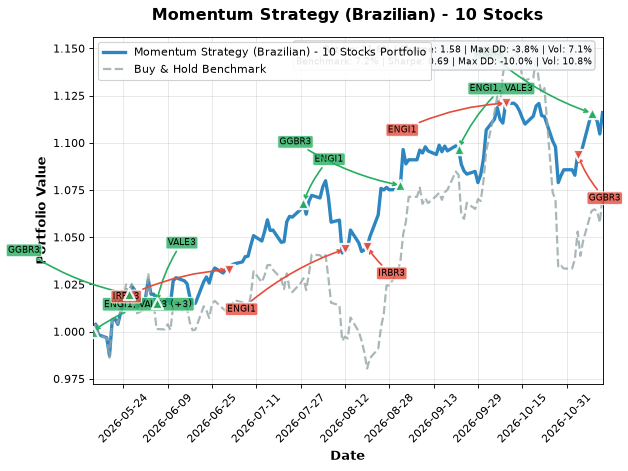 Momentum Strategy (Brazilian) - 10 Stocks
Momentum Strategy (Brazilian) - 10 Stocks Portfolio
Buy & Hold Benchmark
1.58 | Max DD: -3.8% | Vol: 7.1%
Benchmark: 7.2% | Sharpe: 0.69 | Max DD: -10.0% | Vol: 10.8%
Portfolio Value
1.150
1.125
1.100
1.075
1.050
1.025
1.000
0.975
ENGI1, VALE3
ENGI1
GGBR3
ENGI1
GGBR3
VALE3
GGBR3
IRBR3
IRBR3
ENGI1, VALE3 (+3)
ENGI1
2026-05-24
2026-06-09
2026-06-25
2026-07-11
2026-07-27
2026-08-12
2026-08-28
2026-09-13
2026-09-29
2026-10-15
2026-10-31
Date